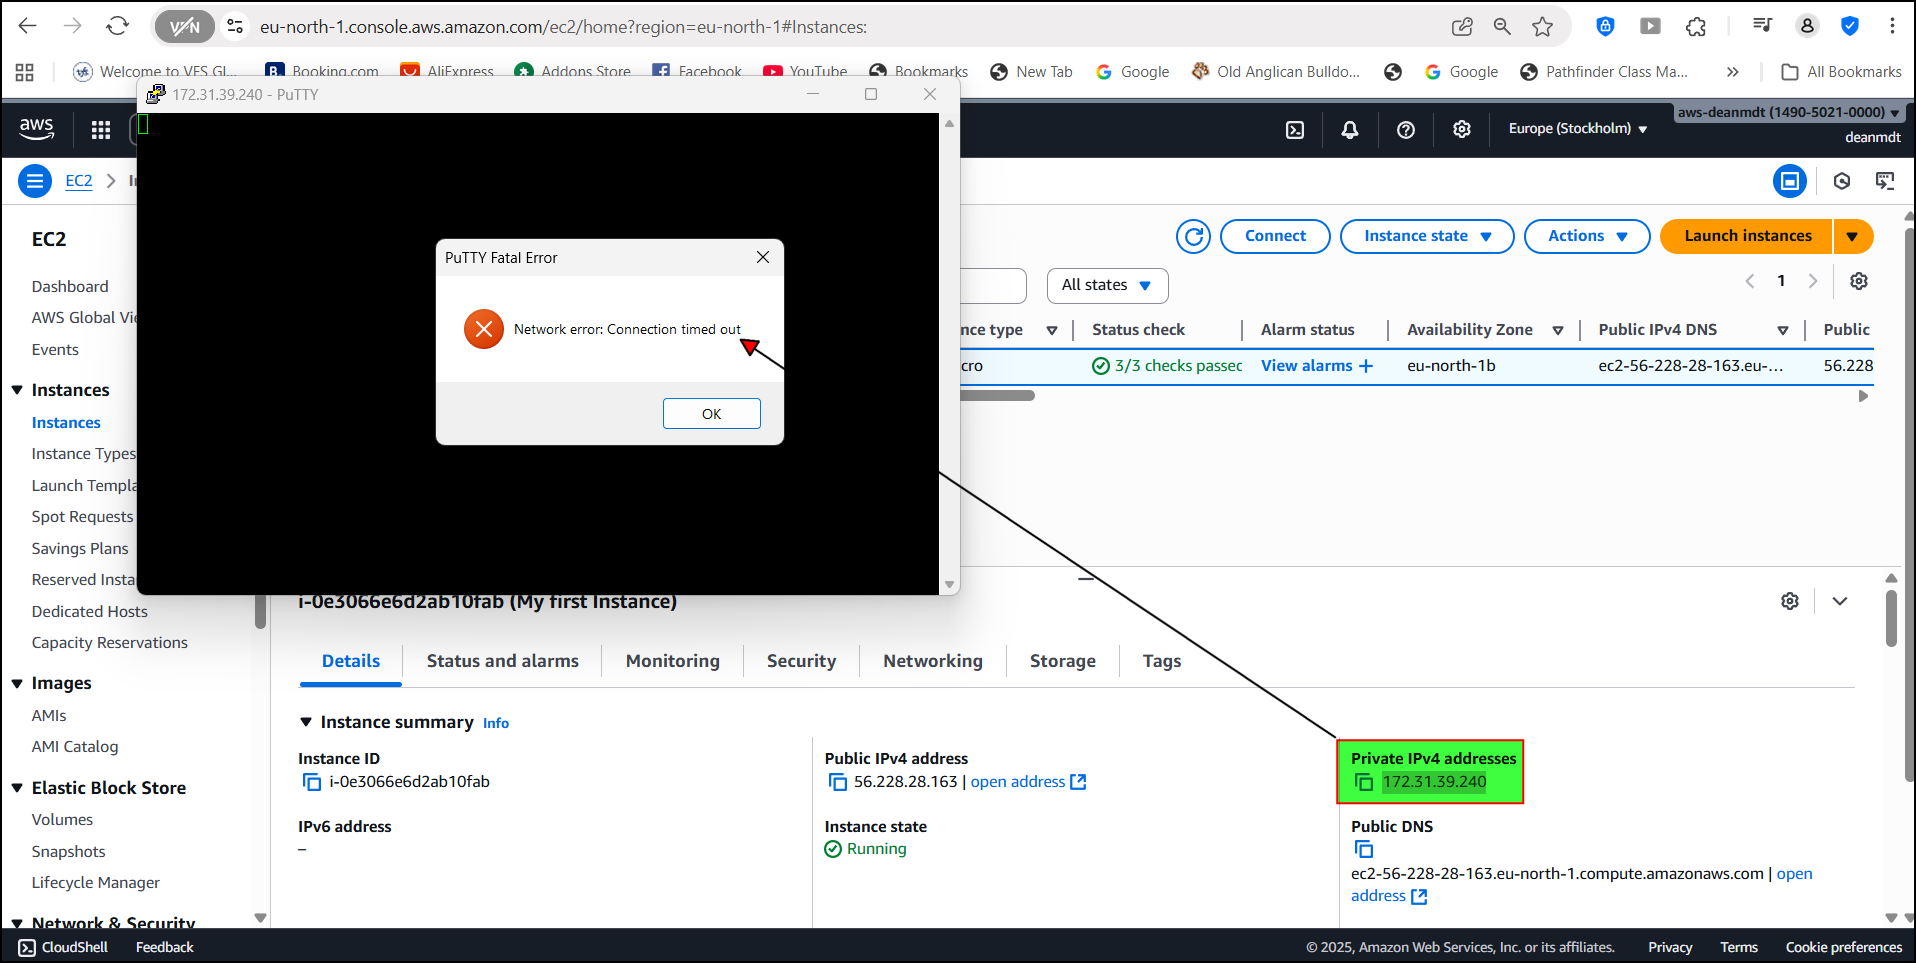 VPN
eu-north-1.console.aws.amazon.com/ec2/home?region=eu-north-1#Instances:
Welcome to VFS Gl...
Booking.com
AliExpress
Addons Store
Facebook
YouTube
Bookmarks
New Tab
Google
Old Anglican Bulldo...
Google
Pathfinder Class Ma...
All Bookmarks
172.31.39.240 - PuTTY
aws
Europe (Stockholm)
aws-deanmdt (1490-5021-0000)
deanmdt
EC2
EC2
Dashboard
AWS Global Vie
Events
Instances
Instances
Instance Types
Launch Templa
Spot Requests
Savings Plans
Reserved Insta
Dedicated Hosts
Capacity Reservations
Images
AMIs
AMI Catalog
Elastic Block Store
Volumes
Snapshots
Lifecycle Manager
Network & Security
PuTTY Fatal Error
Network error: Connection timed out
OK
Connect
Instance state
Actions
Launch instances
All states
1
nce type
Status check
Alarm status
Availability Zone
Public IPv4 DNS
Public
cro
3/3 checks passec
View alarms +
eu-north-1b
ec2-56-228-28-163.eu-...
56.228
i-0e3066e6d2ab10fab (My first Instance)
Details
Status and alarms
Monitoring
Security
Networking
Storage
Tags
Instance summary Info
Instance ID
i-0e3066e6d2ab10fab
Public IPv4 address
56.228.28.163 | open address
Private IPv4 addresses
172.31.39.240
IPv6 address
–
Instance state
Running
Public DNS
ec2-56-228-28-163.eu-north-1.compute.amazonaws.com | open
address
CloudShell
Feedback
© 2025, Amazon Web Services, Inc. or its affiliates.
Privacy
Terms
Cookie preferences